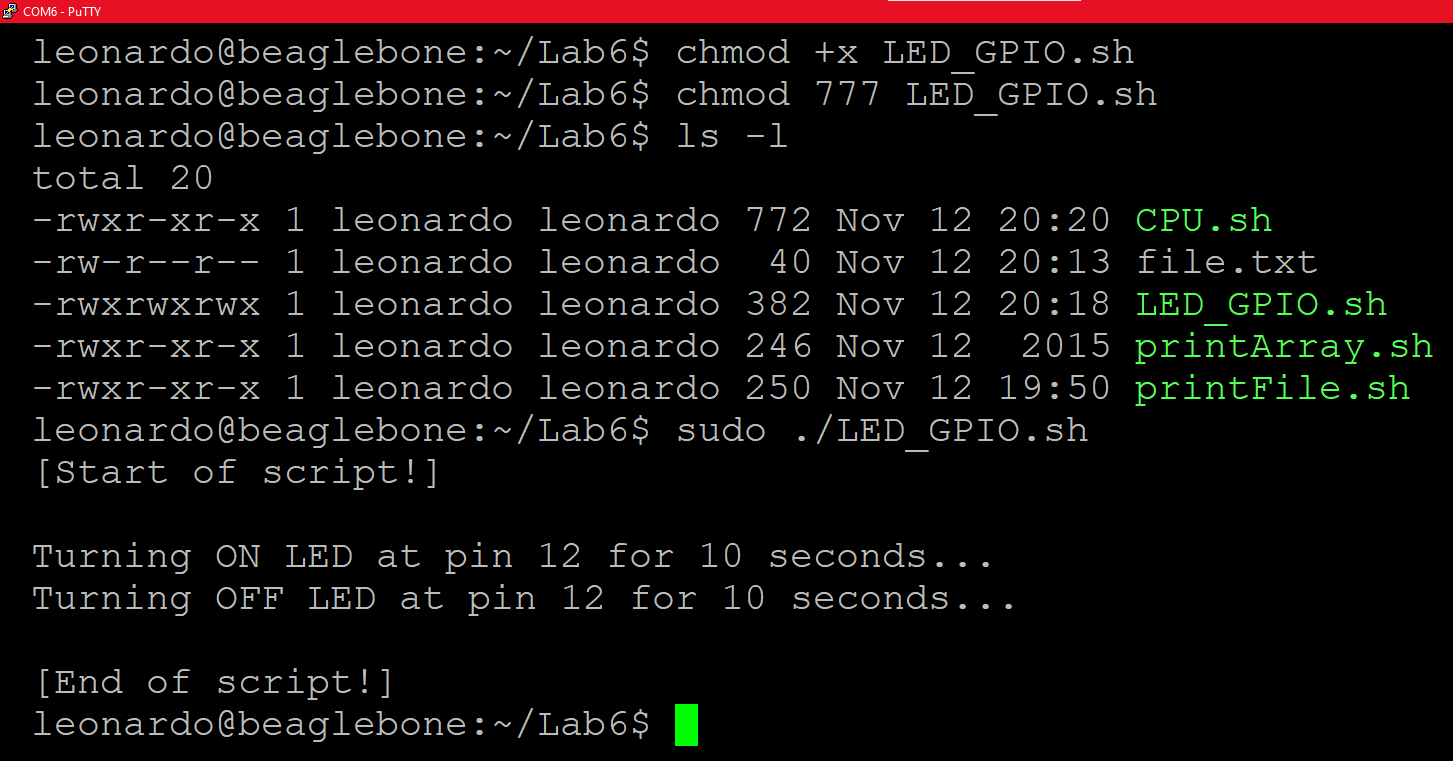 COM6 - PuTTY
leonardo@beaglebone:~/Lab6$ chmod +x LED_GPIO.sh
leonardo@beaglebone:~/Lab6$ chmod 777 LED_GPIO.sh
leonardo@beaglebone:~/Lab6$ ls -l
total 20
-rwxr-xr-x 1 leonardo leonardo 772 Nov 12 20:20 CPU.sh
-rw-r--r-- 1 leonardo leonardo  40 Nov 12 20:13 file.txt
-rwxrwxrwx 1 leonardo leonardo 382 Nov 12 20:18 LED_GPIO.sh
-rwxr-xr-x 1 leonardo leonardo 246 Nov 12  2015 printArray.sh
-rwxr-xr-x 1 leonardo leonardo 250 Nov 12 19:50 printFile.sh
leonardo@beaglebone:~/Lab6$ sudo ./LED_GPIO.sh
[Start of script!]
Turning ON LED at pin 12 for 10 seconds...
Turning OFF LED at pin 12 for 10 seconds...
[End of script!]
leonardo@beaglebone:~/Lab6$